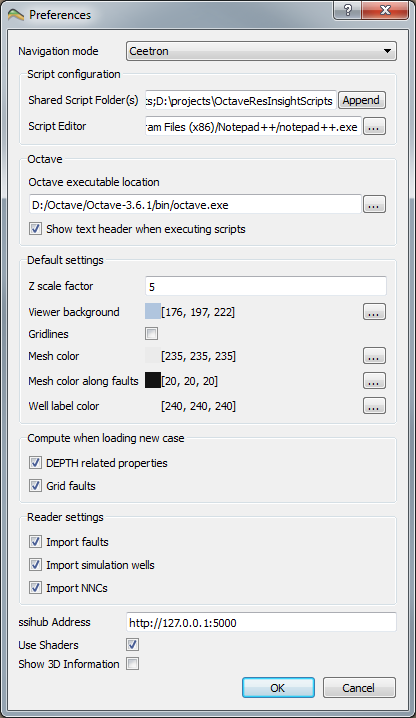 Preferences
Navigation mode Ceetron
Script configuration
Shared Script Folder(s) ts;D:\projects\OctaveResInsightScripts Append
Script Editor ram Files (x86)/Notepad++/notepad++.exe ...
Octave
Octave executable location
D:/Octave/Octave-3.6.1/bin/octave.exe ...
Show text header when executing scripts
Default settings
Z scale factor 5
Viewer background [176, 197, 222] ...
Gridlines
Mesh color [235, 235, 235] ...
Mesh color along faults [20, 20, 20] ...
Well label color [240, 240, 240] ...
Compute when loading new case
DEPTH related properties
Grid faults
Reader settings
Import faults
Import simulation wells
Import NNCs
ssihub Address http://127.0.0.1:5000
Use Shaders
Show 3D Information
OK Cancel